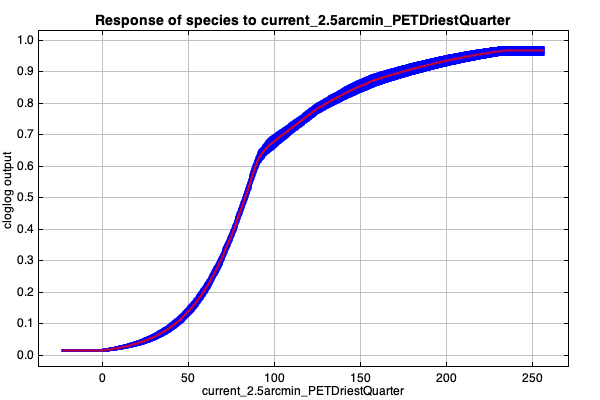 Response of species to current_2.5arcmin_PETDriestQuarter
1.0
0.9
0.8
0.7
0.6
0.5
0.4
0.3
0.2
0.1
0.0
cloglog output
0 50 100 150 200 250
current_2.5arcmin_PETDriestQuarter